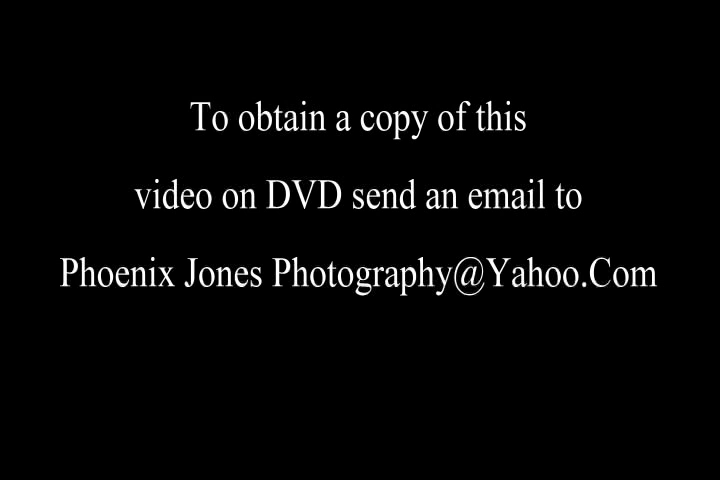 To obtain a copy of this
video on DVD send an email to
Phoenix Jones Photography@Yahoo.Com